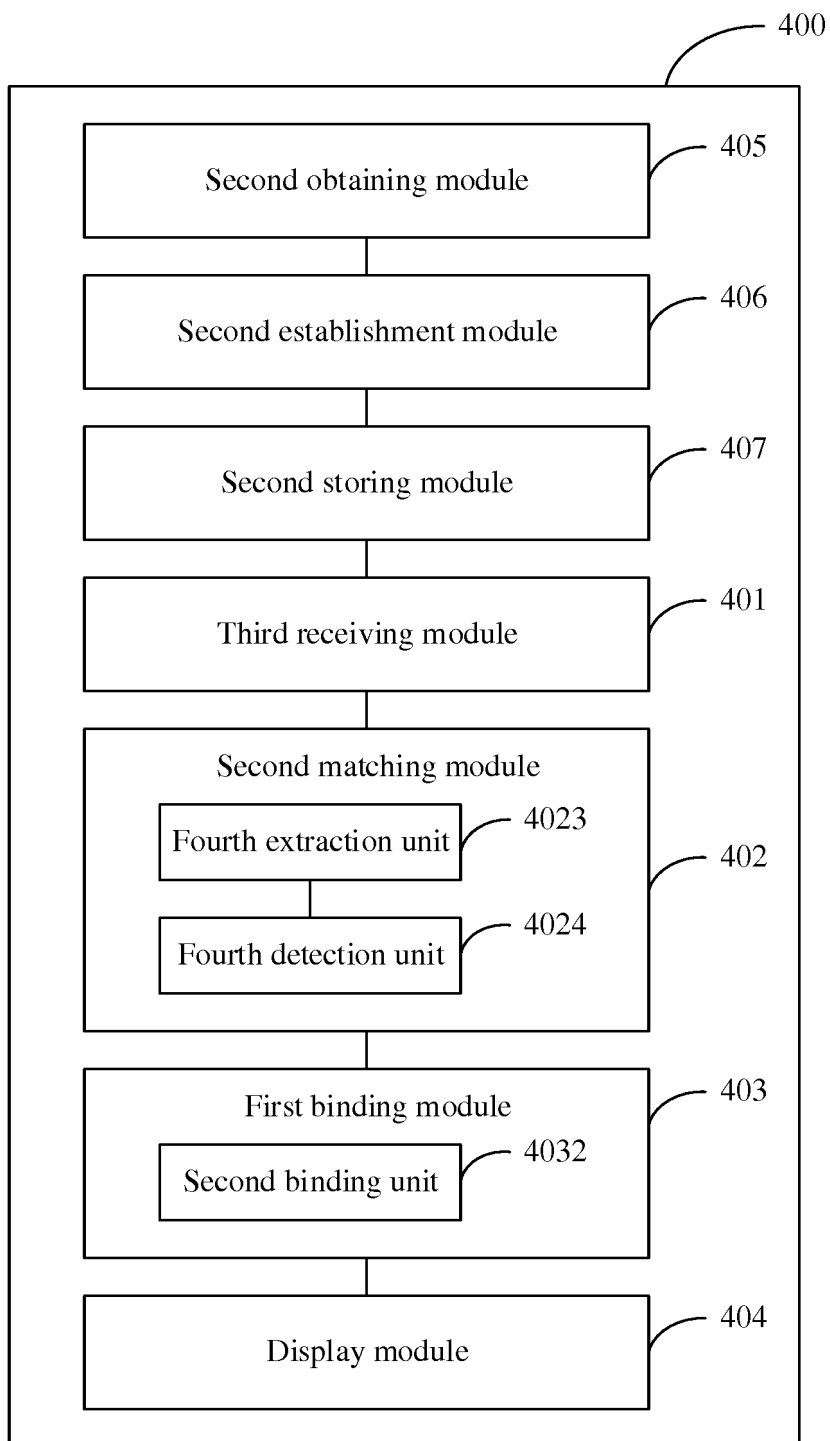 400
Second obtaining module
405
Second establishment module
406
Second storing module
407
Third receiving module
401
Second matching module
Fourth extraction unit
4023
Fourth detection unit
4024
402
First binding module
403
Second binding unit
4032
Display module
404